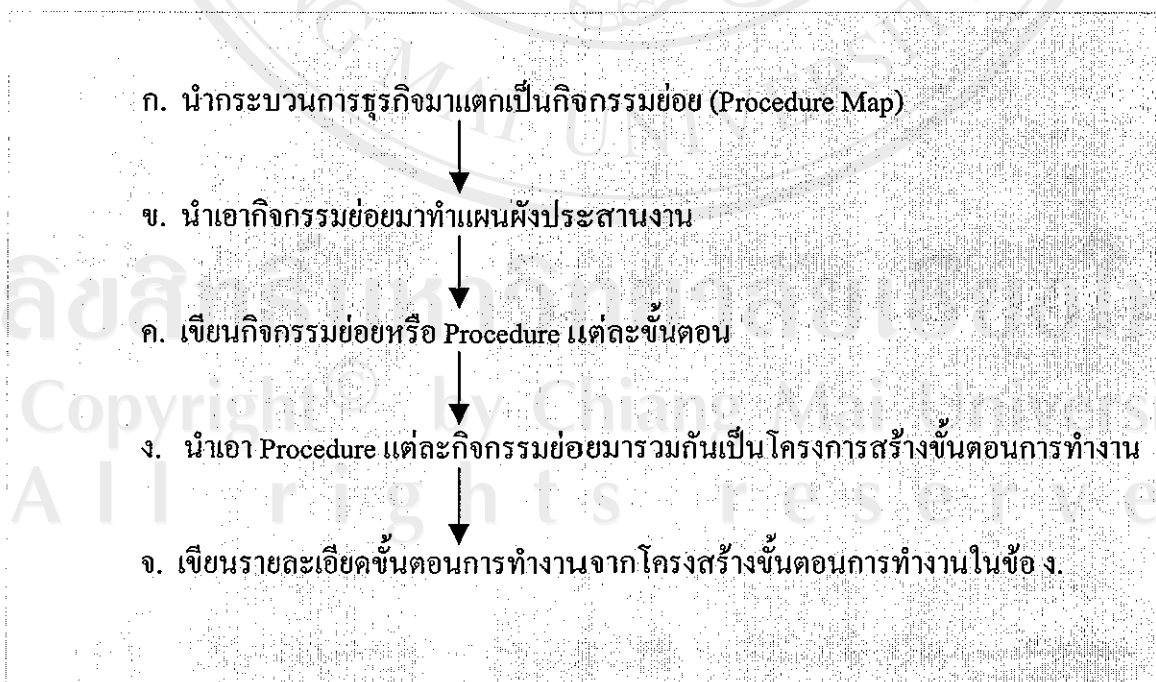 ก. นำกระบวนการธุรกิจมาแตกเป็นกิจกรรมย่อย (Procedure Map)
ข. นำเอากิจกรรมย่อยมาทำแผนผังประสานงาน
ค. เขียนกิจกรรมย่อยหรือ Procedure แต่ละขั้นตอน
Copyright© by Chiang Mai Universi
ง. นำเอา Procedure แต่ละกิจกรรมย่อยมารวมกันเป็นโครงการสร้างขั้นตอนการทำงาน
All rights reserve
จ. เขียนรายละเอียดขั้นตอนการทำงานจากโครงสร้างขั้นตอนการทำงานในข้อ ง.